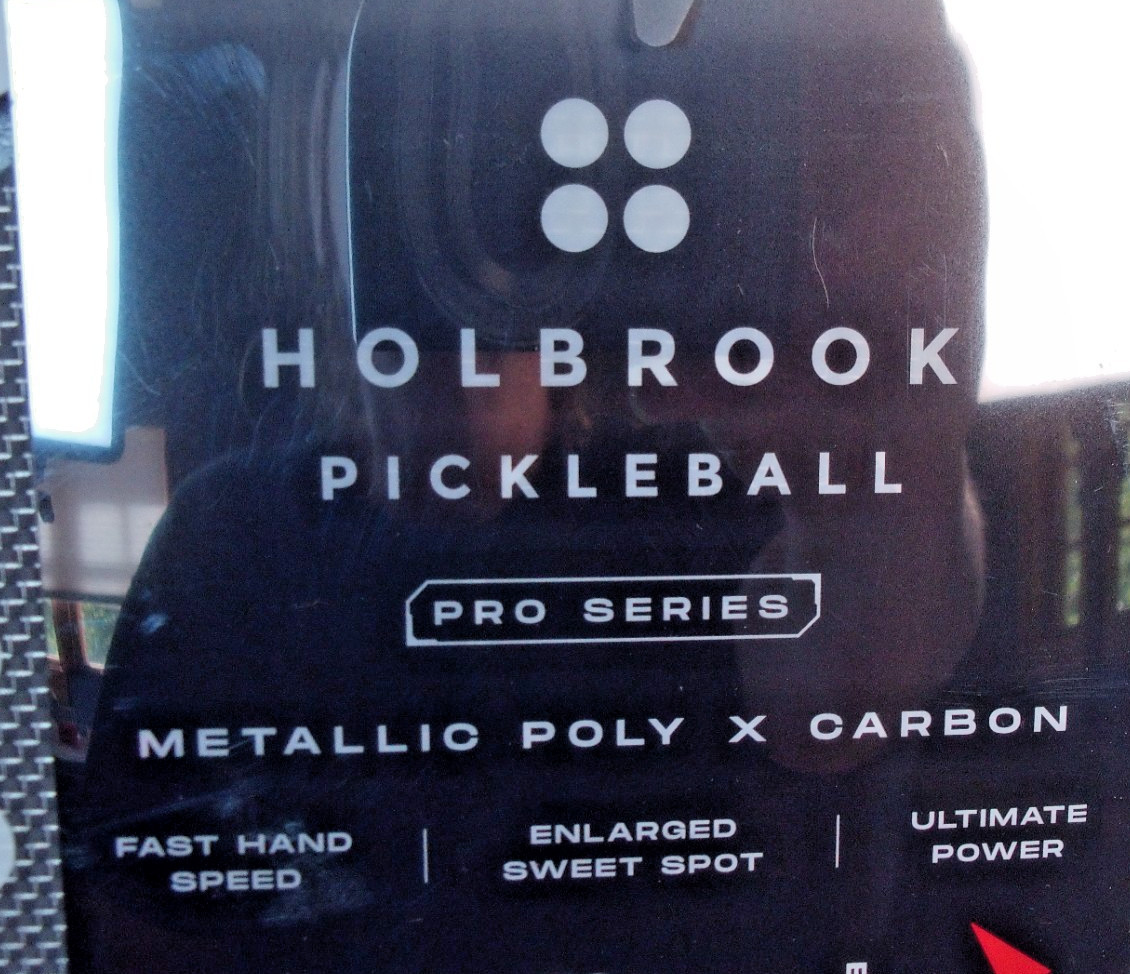 HOLBROOK
PICKLEBALL
PRO SERIES
METALLIC POLY X CARBON
FAST HAND
SPEED
ENLARGED
SWEET SPOT
ULTIMATE
POWER